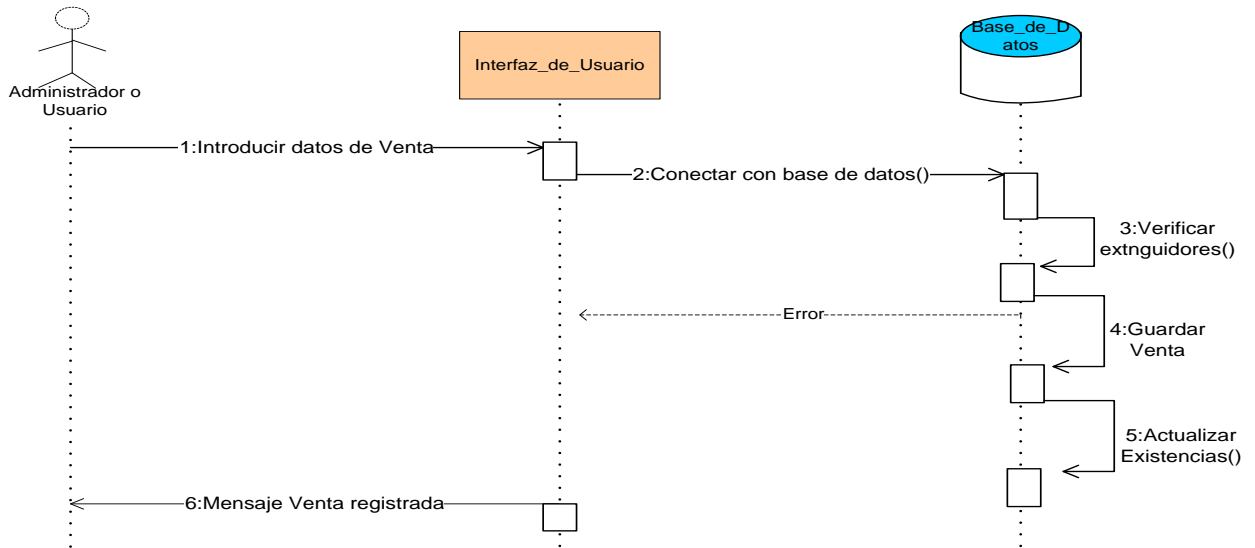 Administrador o
Usuario
Interfaz_de_Usuario
Base_de_D
atos
1:Introducir datos de Venta
2:Conectar con base de datos()
3:Verificar
extnguidores()
Error
4:Guardar
Venta
5:Actualizar
Existencias()
6:Mensaje Venta registrada